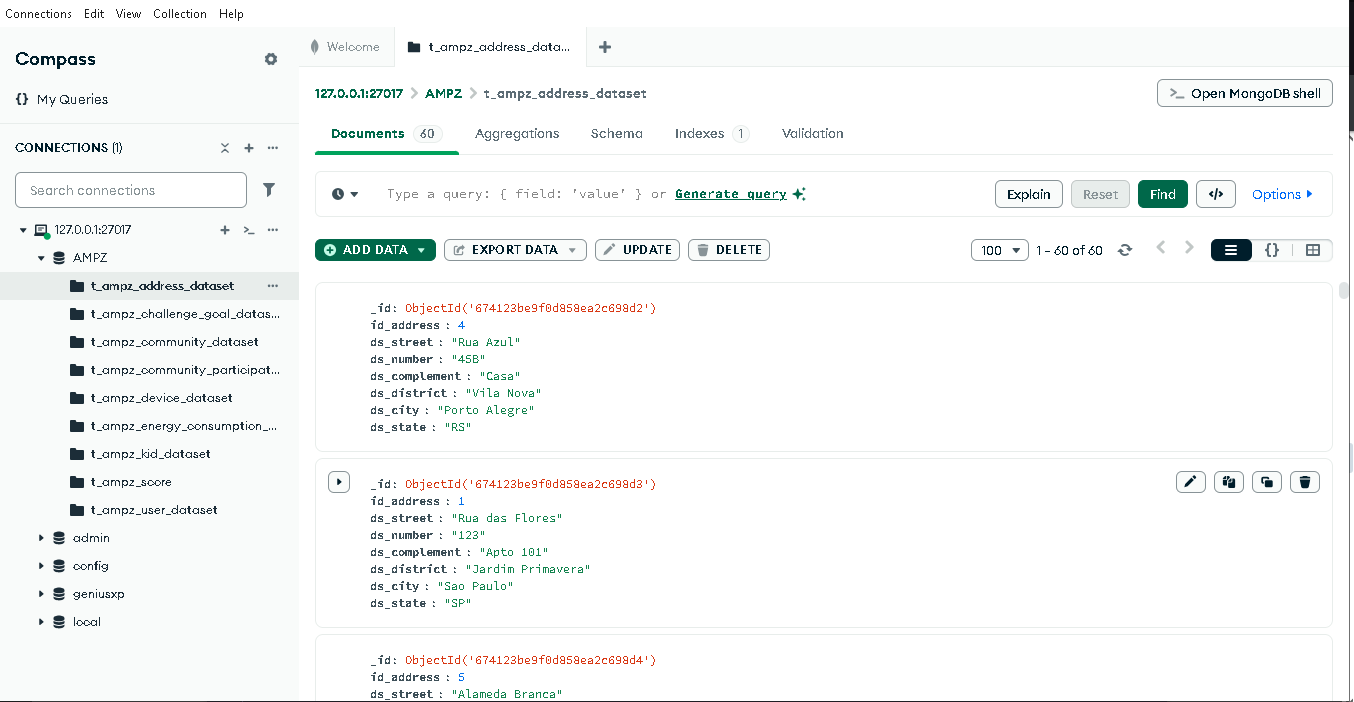 Connections Edit View Collection Help
Compass
{} My Queries
CONNECTIONS (1)
Search connections
127.0.0.1:27017
AMPZ
t_ampz_address_dataset
t_ampz_challenge_goal_datas...
t_ampz_community_dataset
t_ampz_community_participat...
t_ampz_device_dataset
t_ampz_energy_consumption_...
t_ampz_kid_dataset
t_ampz_score
t_ampz_user_dataset
admin
config
geniusxp
local
Welcome t_ampz_address_data...
127.0.0.1:27017 > AMPZ > t_ampz_address_dataset
>_ Open MongoDB shell
Documents 60 Aggregations Schema Indexes 1 Validation
Type a query: { field: 'value' } or Generate query
Explain Reset Find </> Options
ADD DATA EXPORT DATA UPDATE DELETE
100 1 – 60 of 60 {}
_id: ObjectId('674123be9f0d858ea2c698d2')
id_address : 4
ds_street : "Rua Azul"
ds_number : "45B"
ds_complement : "Casa"
ds_district : "Vila Nova"
ds_city : "Porto Alegre"
ds_state : "RS"
_id: ObjectId('674123be9f0d858ea2c698d3')
id_address : 1
ds_street : "Rua das Flores"
ds_number : "123"
ds_complement : "Apto 101"
ds_district : "Jardim Primavera"
ds_city : "Sao Paulo"
ds_state : "SP"
_id: ObjectId('674123be9f0d858ea2c698d4')
id_address : 5
ds_street : "Alameda Branca"